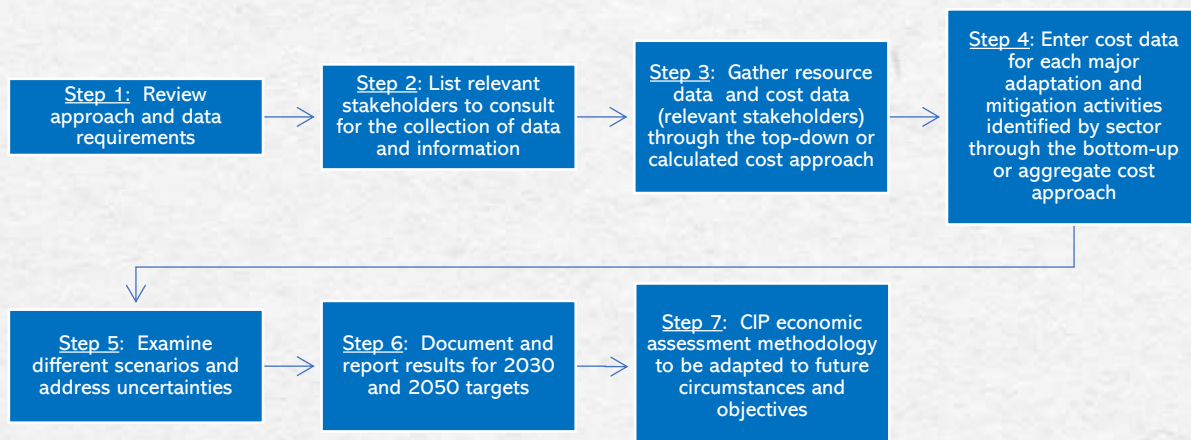 Step 1: Review
approach and data
requirements
Step 2: List relevant
stakeholders to consult
for the collection of data
and information
Step 3: Gather resource
data and cost data
(relevant stakeholders)
through the top-down or
calculated cost approach
Step 4: Enter cost data
for each major
adaptation and
mitigation activities
identified by sector
through the bottom-up
or aggregate cost
approach
Step 5: Examine
different scenarios and
address uncertainties
Step 6: Document and
report results for 2030
and 2050 targets
Step 7: CIP economic
assessment methodology
to be adapted to future
circumstances and
objectives